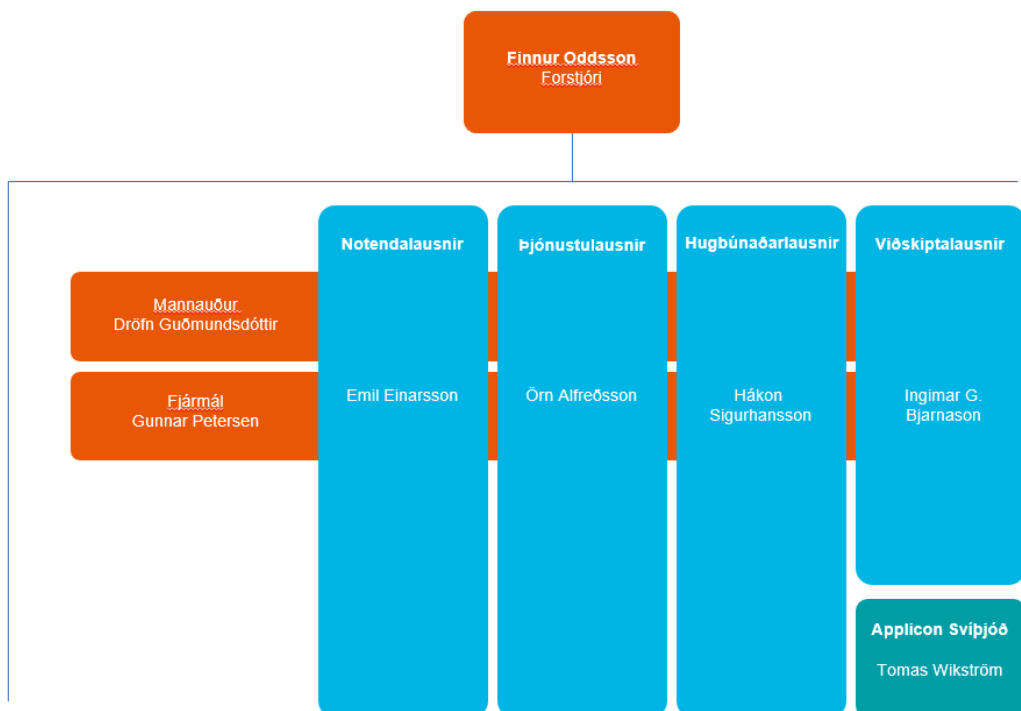 Finnur Oddsson
Forstjóri
Notendalausnir
Þjónustulausnir
Hugbúnaðarlausnir
Viðskiptalausnir
Mannauður
Dröfn Guðmundsdóttir
Fjármál
Gunnar Petersen
Emil Einarsson
Örn Alfreðsson
Hákon
Sigurhansson
Ingimar G.
Bjarnason
Applicon Svíþjóð
Tomas Wikström